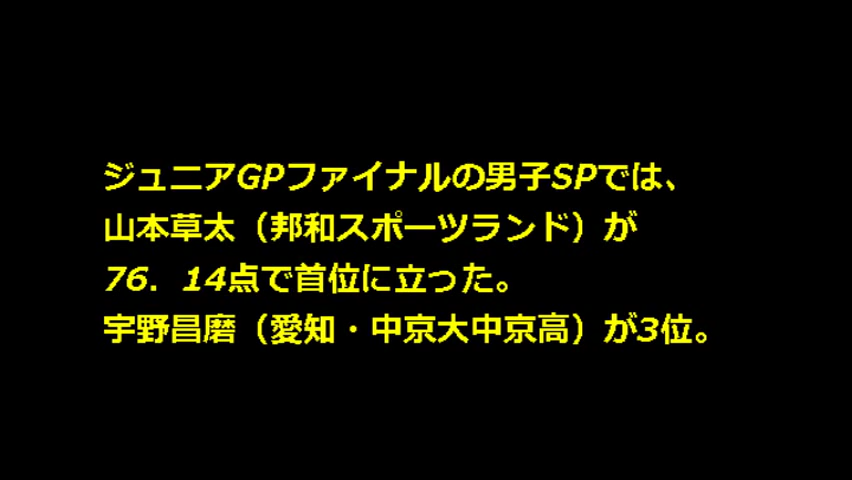 ジュニアGPファイナルの男子SPでは、
山本草太（邦和スポーツランド）が
76．14点で首位に立った。
宇野昌磨（愛知・中京大中京高）が3位。